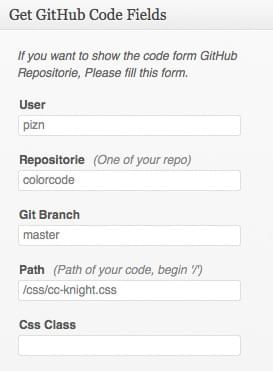 Get GitHub Code Fields
If you want to show the code form GitHub
Repositorie, Please fill this form.
User
pizn
Repositorie (One of your repo)
colorcode
Git Branch
master
Path (Path of your code, begin '/')
/css/cc-knight.css
Css Class